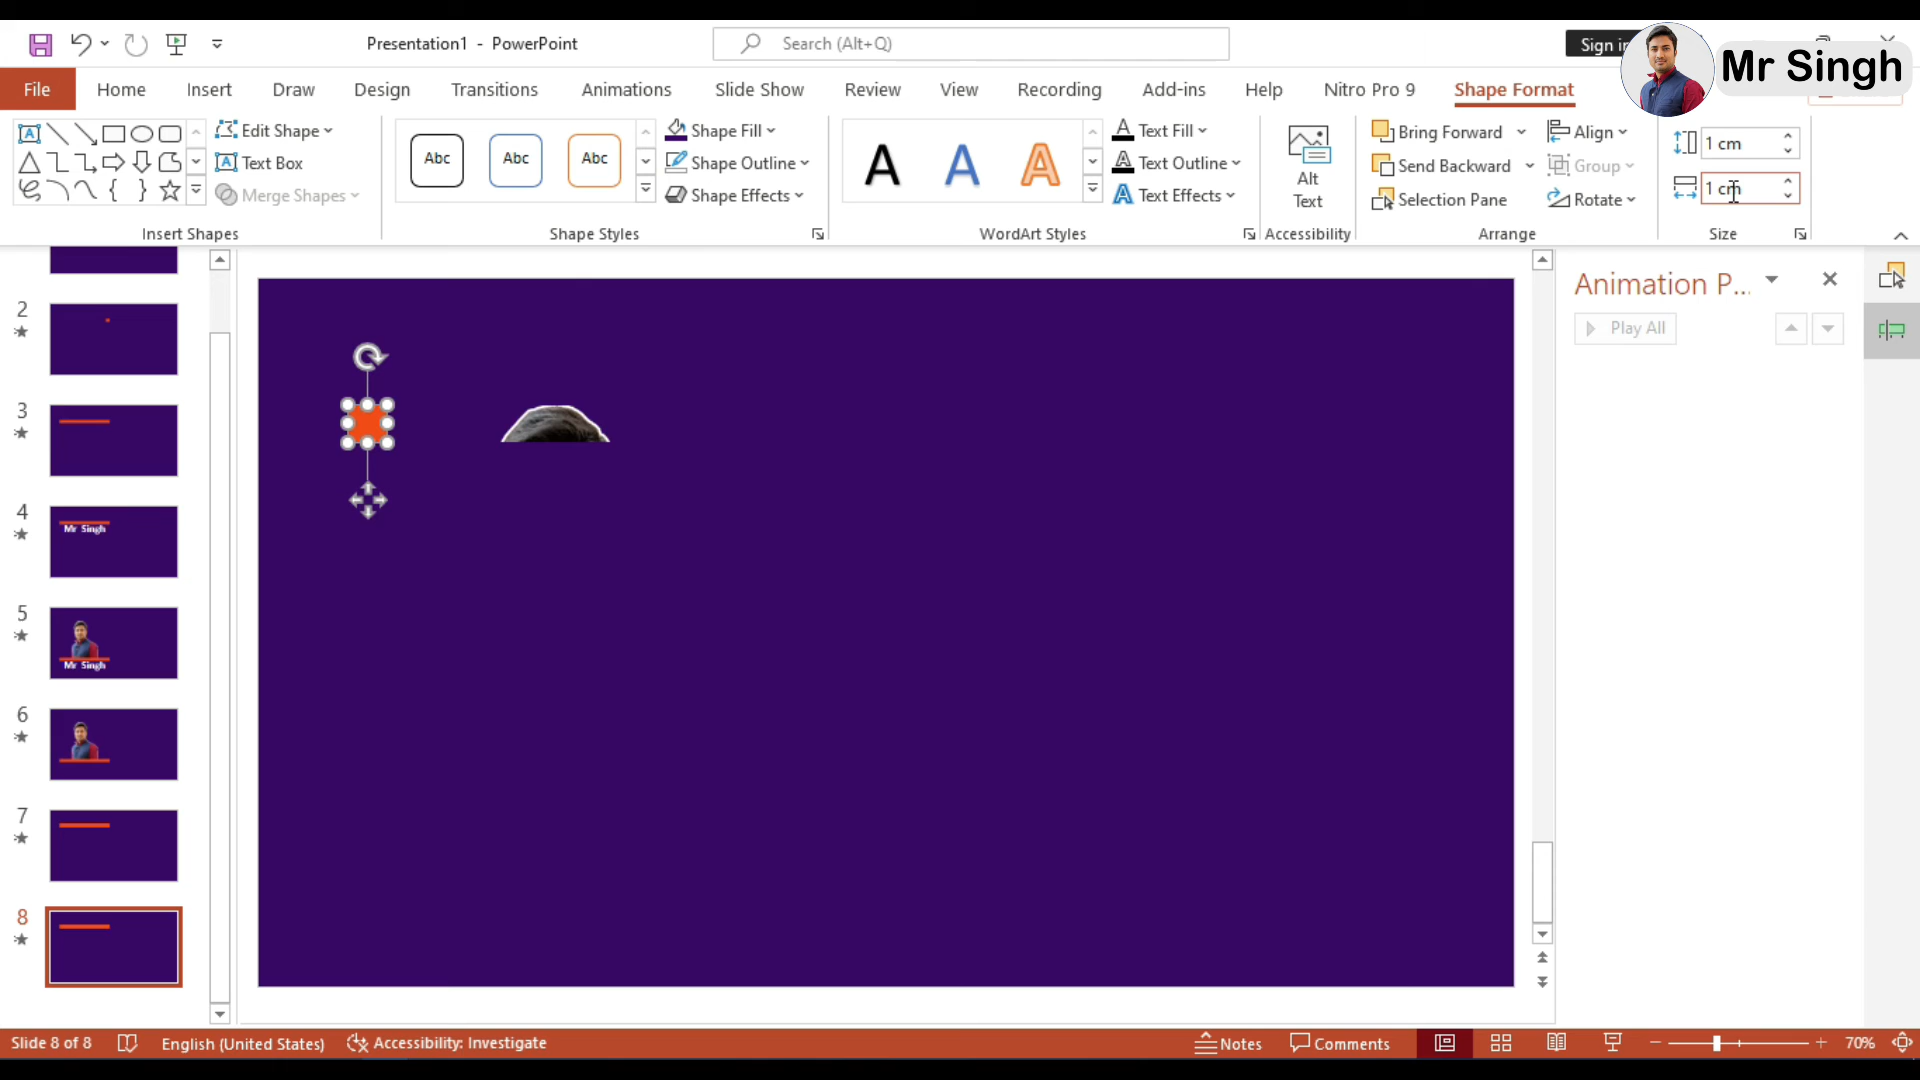 Presentation1 - PowerPoint
Search (Alt+Q)
Sign in
Mr Singh
File
Home
Insert
Draw
Design
Transitions
Animations
Slide Show
Review
View
Recording
Add-ins
Help
Nitro Pro 9
Shape Format
Edit Shape
Text Box
Merge Shapes
Insert Shapes
Abc
Abc
Abc
Shape Fill
Shape Outline
Shape Effects
Shape Styles
A A A
Text Fill
Text Outline
Text Effects
WordArt Styles
Alt
Text
Accessibility
Bring Forward
Send Backward
Selection Pane
Align
Group
Rotate
Arrange
1 cm
1 cm
Size
2
3
4
Mr Singh
5
Mr Singh
6
7
8
Animation P...
Play All
Slide 8 of 8
English (United States)
Accessibility: Investigate
Notes
Comments
70%